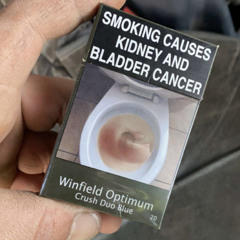 SMOKING CAUSES
KIDNEY AND
BLADDER CANCER
Winfield Optimum
Crush Duo Blue
20